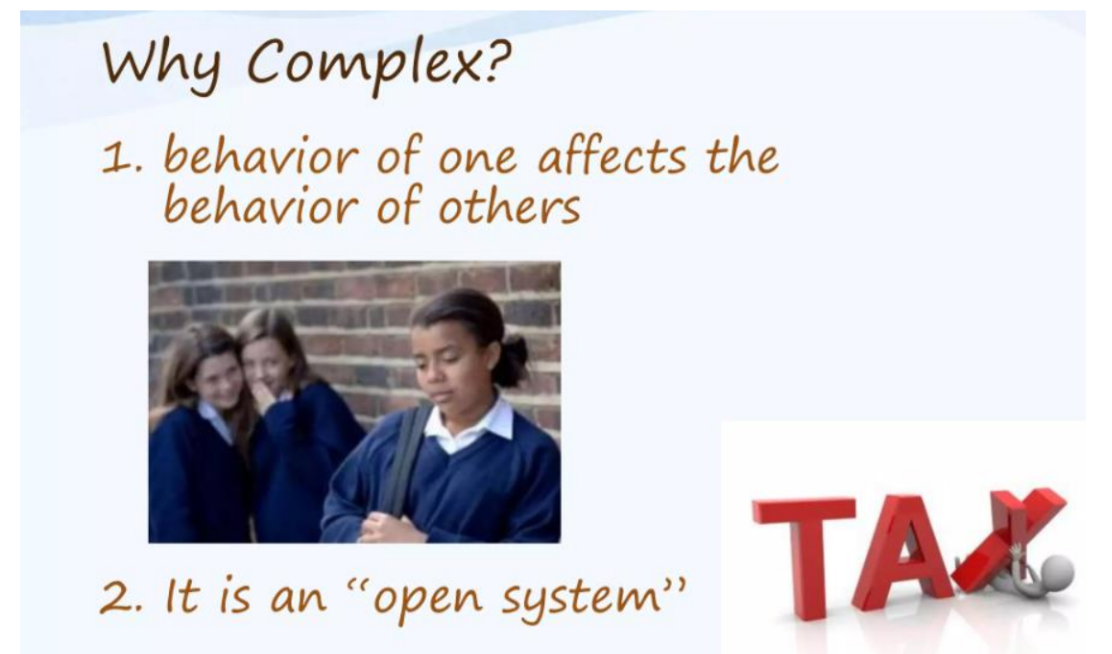 Why Complex?
1. behavior of one affects the
behavior of others
2. It is an “open system”
TAX